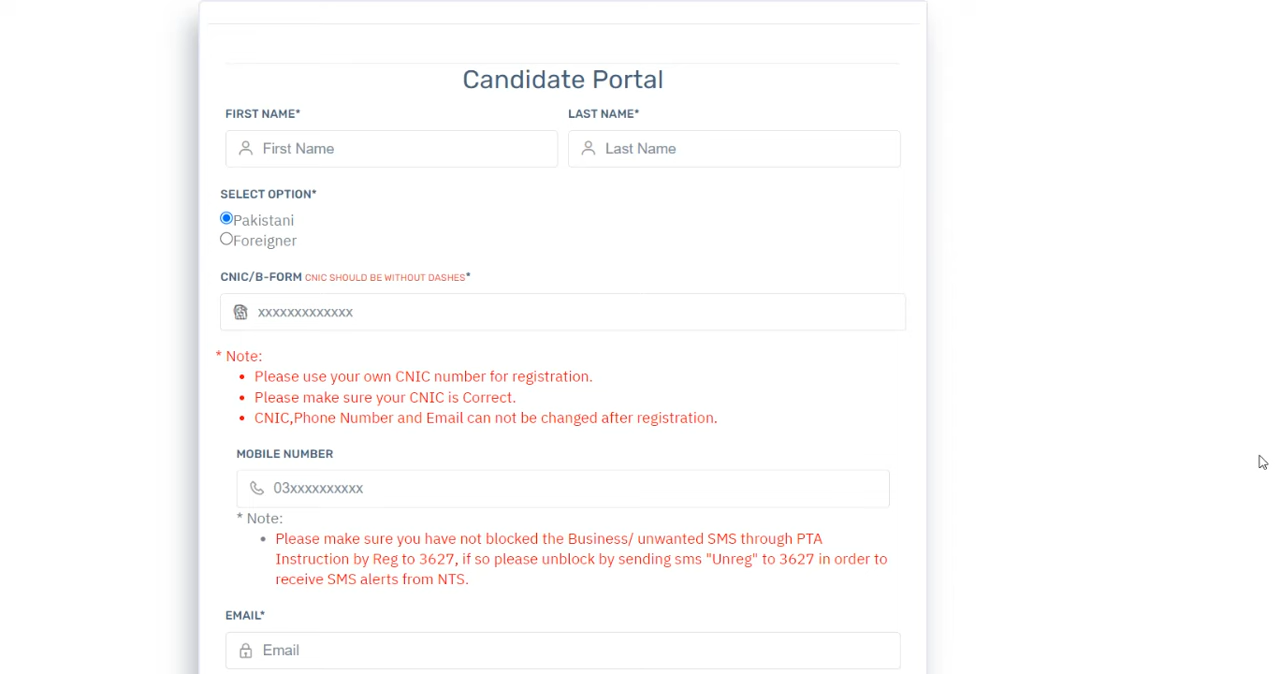 Candidate Portal
FIRST NAME* LAST NAME*
First Name Last Name
SELECT OPTION*
Pakistani
Foreigner
CNIC/B-FORM CNIC SHOULD BE WITHOUT DASHES*
xxxxxxxxxxxxx
* Note:
• Please use your own CNIC number for registration.
• Please make sure your CNIC is Correct.
• CNIC,Phone Number and Email can not be changed after registration.
MOBILE NUMBER
03xxxxxxxxxx
* Note:
• Please make sure you have not blocked the Business/ unwanted SMS through PTA
Instruction by Reg to 3627, if so please unblock by sending sms "Unreg" to 3627 in order to
receive SMS alerts from NTS.
EMAIL*
Email